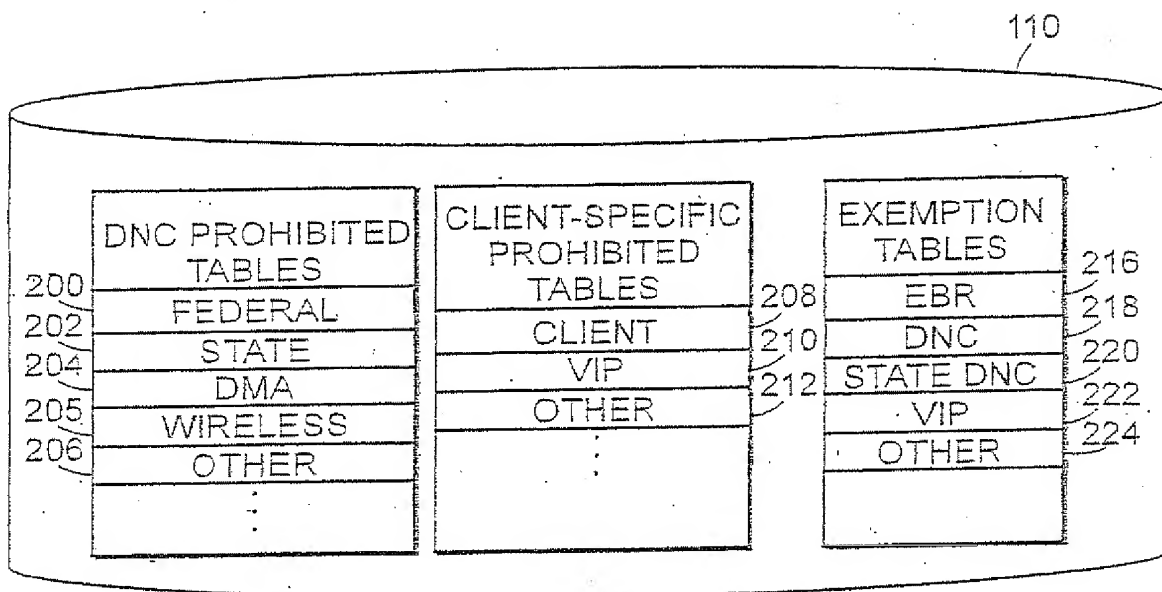 110
DNC PROHIBITED
TABLES
200
FEDERAL
202
STATE
204
DMA
205
WIRELESS
206
OTHER
CLIENT-SPECIFIC
PROHIBITED
TABLES
208
CLIENT
210
VIP
212
OTHER
EXEMPTION
TABLES
216
EBR
218
DNC
220
STATE DNC
222
VIP
224
OTHER